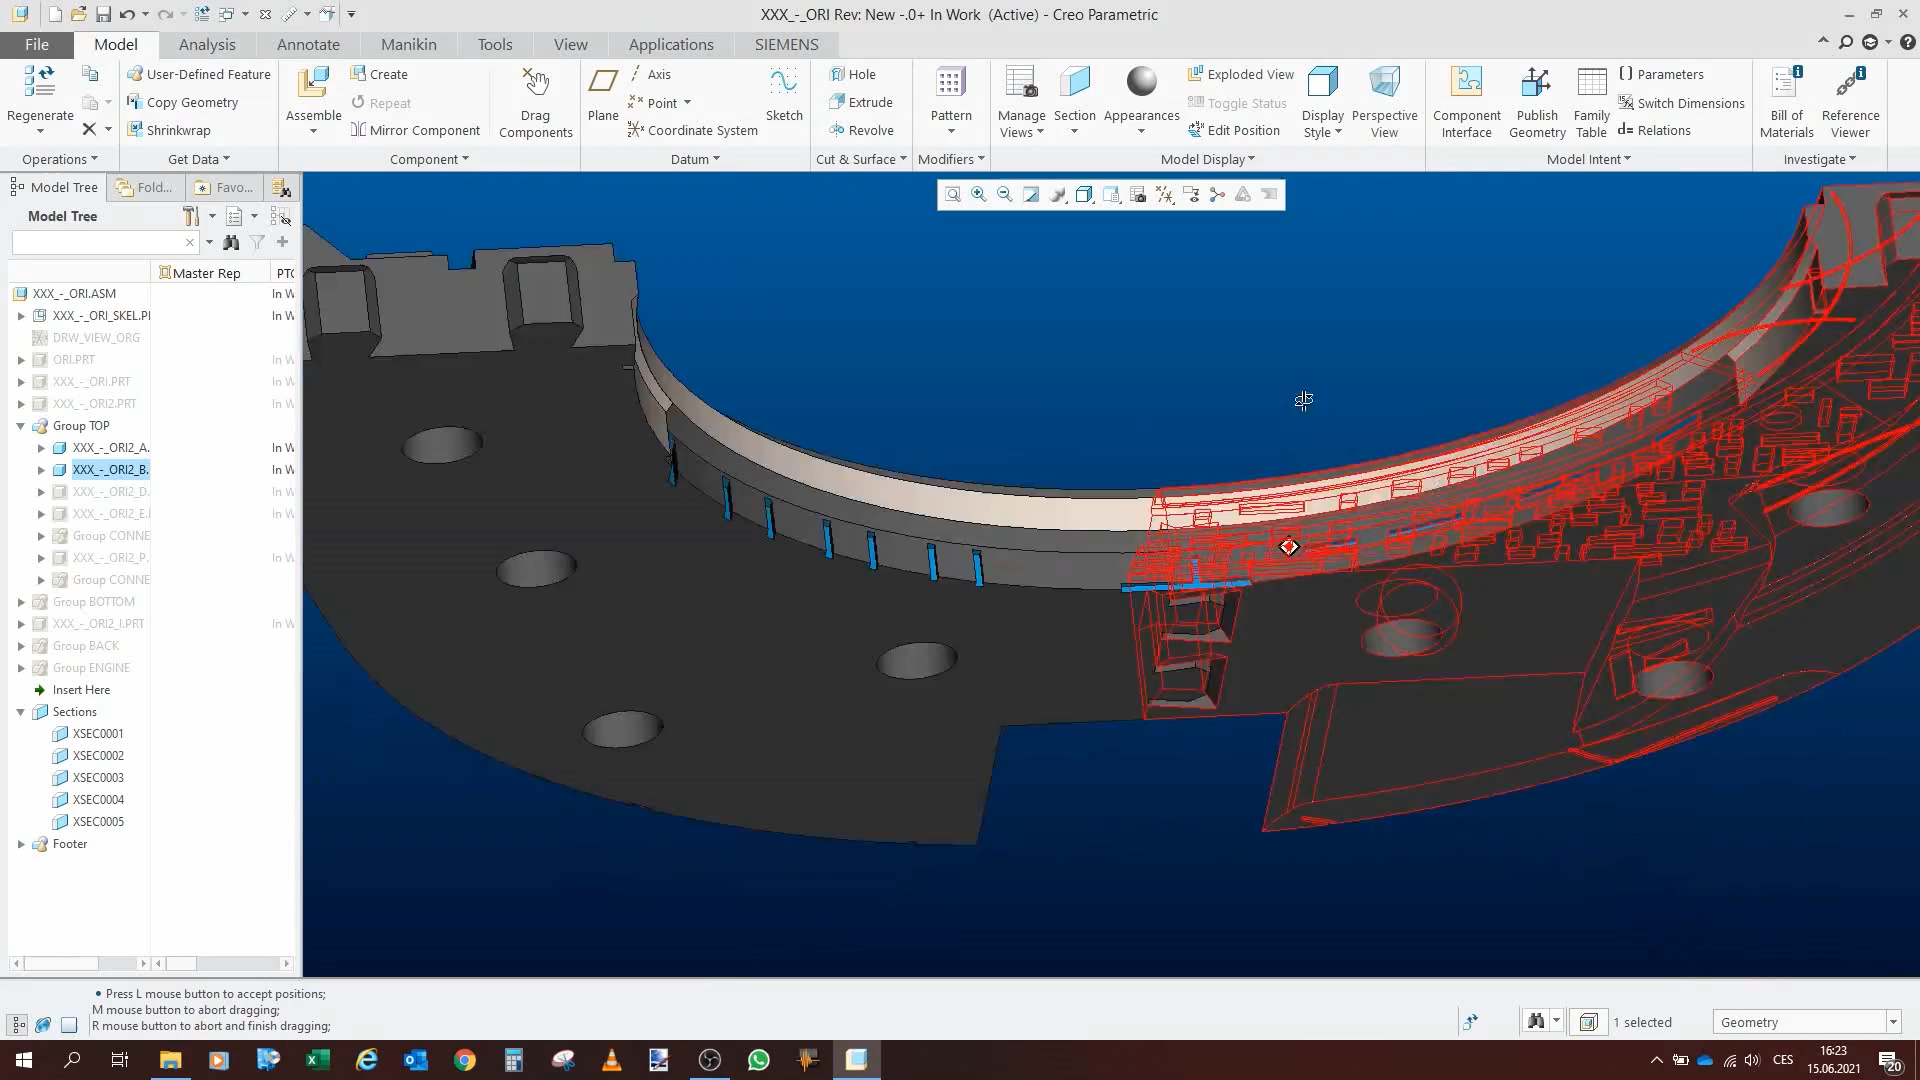 XXX_-_ORI Rev: New -.0+ In Work (Active) - Creo Parametric
File Model Analysis Annotate Manikin Tools View Applications SIEMENS
Regenerate
Operations
User-Defined Feature
Copy Geometry
Shrinkwrap
Get Data
Assemble
Create
Repeat
Mirror Component
Drag
Components
Component
Plane
Axis
Point
Coordinate System
Sketch
Datum
Hole
Extrude
Revolve
Cut & Surface
Pattern
Modifiers
Manage
Views
Section
Appearances
Exploded View
Toggle Status
Edit Position
Display
Style
Perspective
View
Model Display
Component
Interface
Publish
Geometry
Family
Table
Parameters
Switch Dimensions
d= Relations
Model Intent
Bill of
Materials
Reference
Viewer
Investigate
Model Tree Fold... Favo...
Model Tree
Master Rep PTC
XXX_-_ORI.ASM In W
XXX_-_ORI_SKEL.PI In W
DRW_VIEW_ORG
ORI.PRT In W
XXX_-_ORI.PRT In W
XXX_-_ORI2.PRT In W
Group TOP
XXX_-_ORI2_A. In W
XXX_-_ORI2_B. In W
XXX_-_ORI2_D. In W
XXX_-_ORI2_E. In W
Group CONNE
XXX_-_ORI2_P. In W
Group CONNE
Group BOTTOM
XXX_-_ORI2_I.PRT In W
Group BACK
Group ENGINE
Insert Here
Sections
XSEC0001
XSEC0002
XSEC0003
XSEC0004
XSEC0005
Footer
• Press L mouse button to accept positions;
M mouse button to abort dragging;
R mouse button to abort and finish dragging;
1 selected
Geometry
CES
16:23
15.06.2021
20